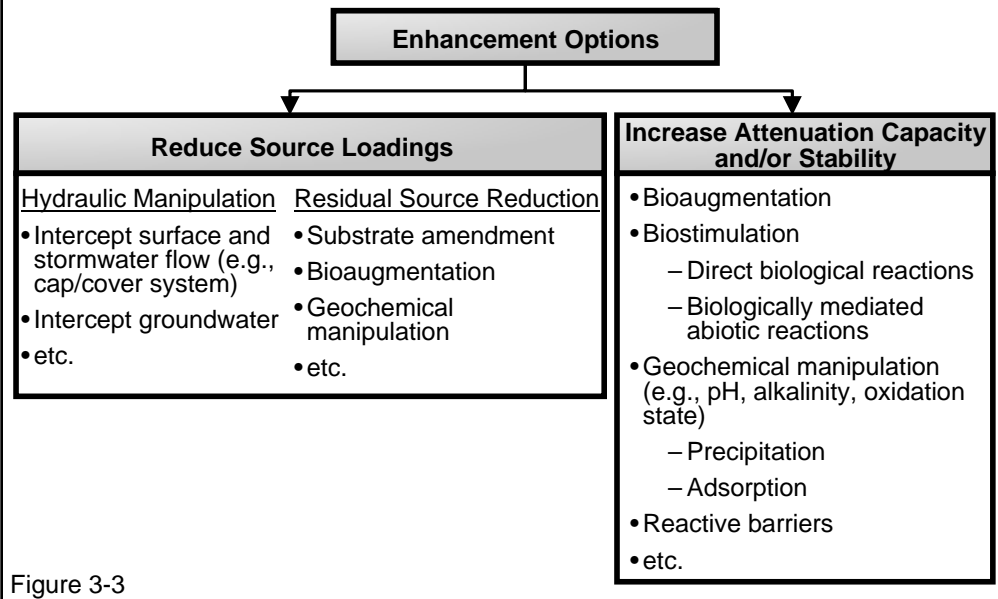 Enhancement Options
Reduce Source Loadings
Hydraulic Manipulation
•Intercept surface and
stormwater flow (e.g.,
cap/cover system)
•Intercept groundwater
•etc.
Residual Source Reduction
•Substrate amendment
•Bioaugmentation
•Geochemical
manipulation
•etc.
Increase Attenuation Capacity
and/or Stability
•Bioaugmentation
•Biostimulation
– Direct biological reactions
– Biologically mediated
abiotic reactions
•Geochemical manipulation
(e.g., pH, alkalinity, oxidation
state)
– Precipitation
– Adsorption
•Reactive barriers
•etc.
Figure 3-3